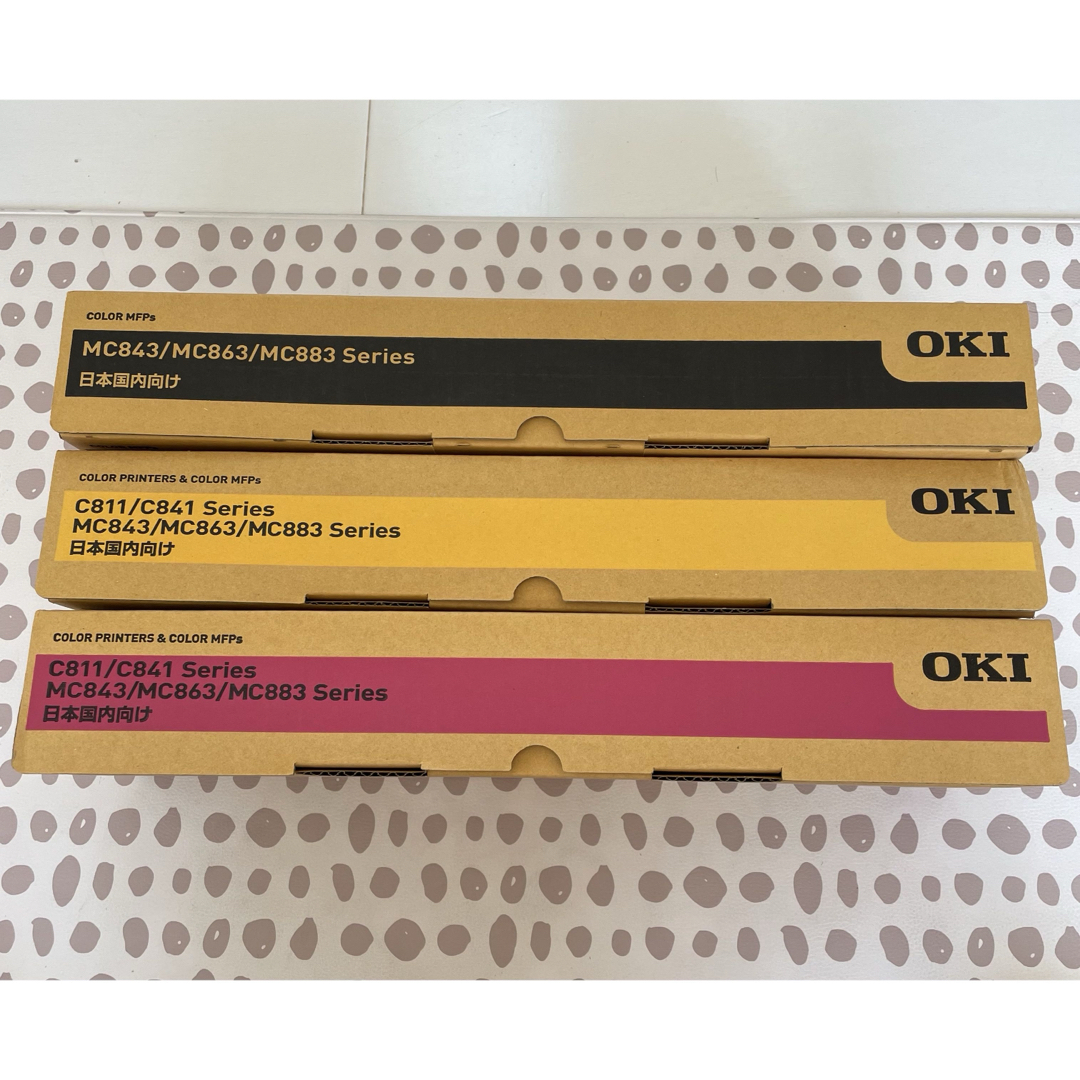 COLOR MFPs
MC843/MC863/MC883 Series
日本国内向け
OKI
COLOR PRINTERS & COLOR MFPs
C811/C841 Series
MC843/MC863/MC883 Series
日本国内向け
OKI
COLOR PRINTERS & COLOR MFPs
C811/C841 Series
MC843/MC863/MC883 Series
日本国内向け
OKI